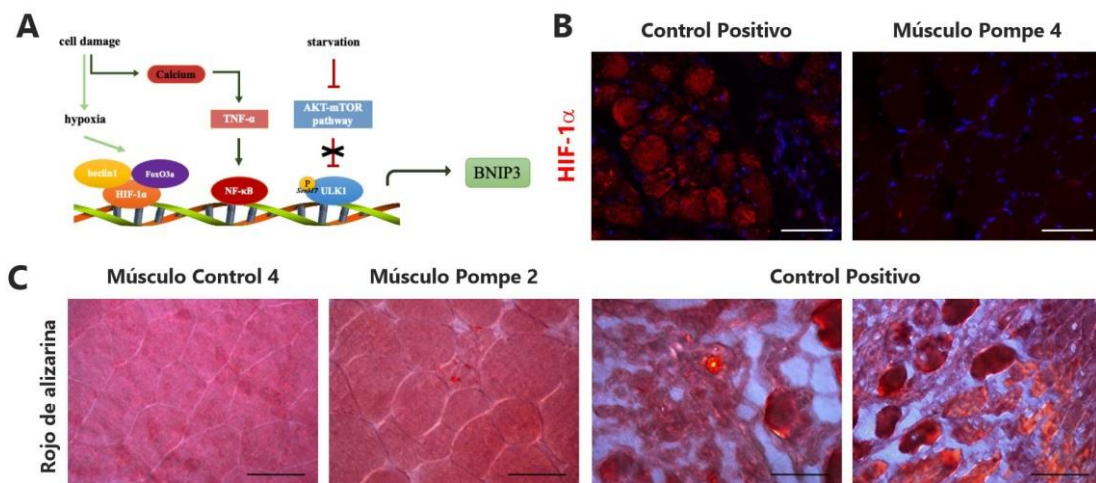 A
cell damage
starvation
Calcium
AKT-mTOR
pathway
hypoxia
TNF-α
beclin1
FoxO3a
HIF-1α
NF-κB
P
ULK1
BNIP3
B
Control Positivo
Músculo Pompe 4
HIF-1α
C
Músculo Control 4
Músculo Pompe 2
Control Positivo
Rojo de alizarina